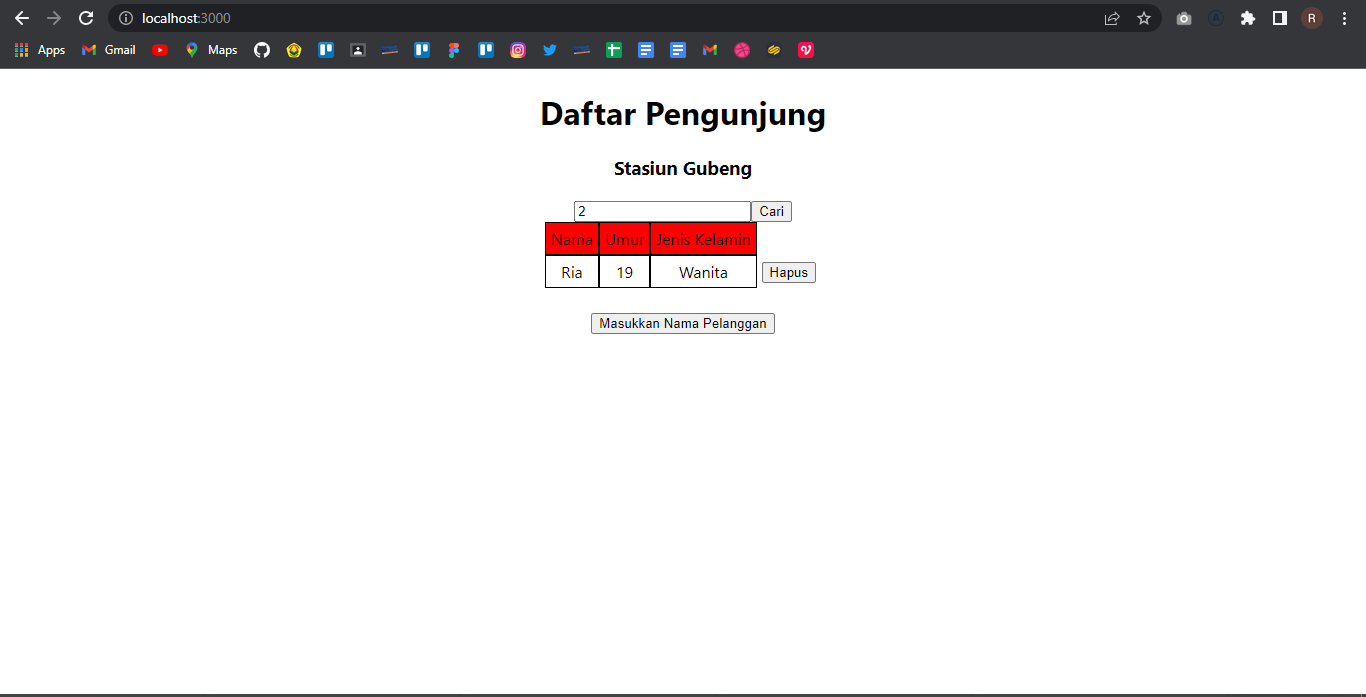 localhost:3000
R
Apps Gmail Maps
Daftar Pengunjung
Stasiun Gubeng
2 Cari
Nama Umur Jenis Kelamin
Ria 19 Wanita Hapus
Masukkan Nama Pelanggan